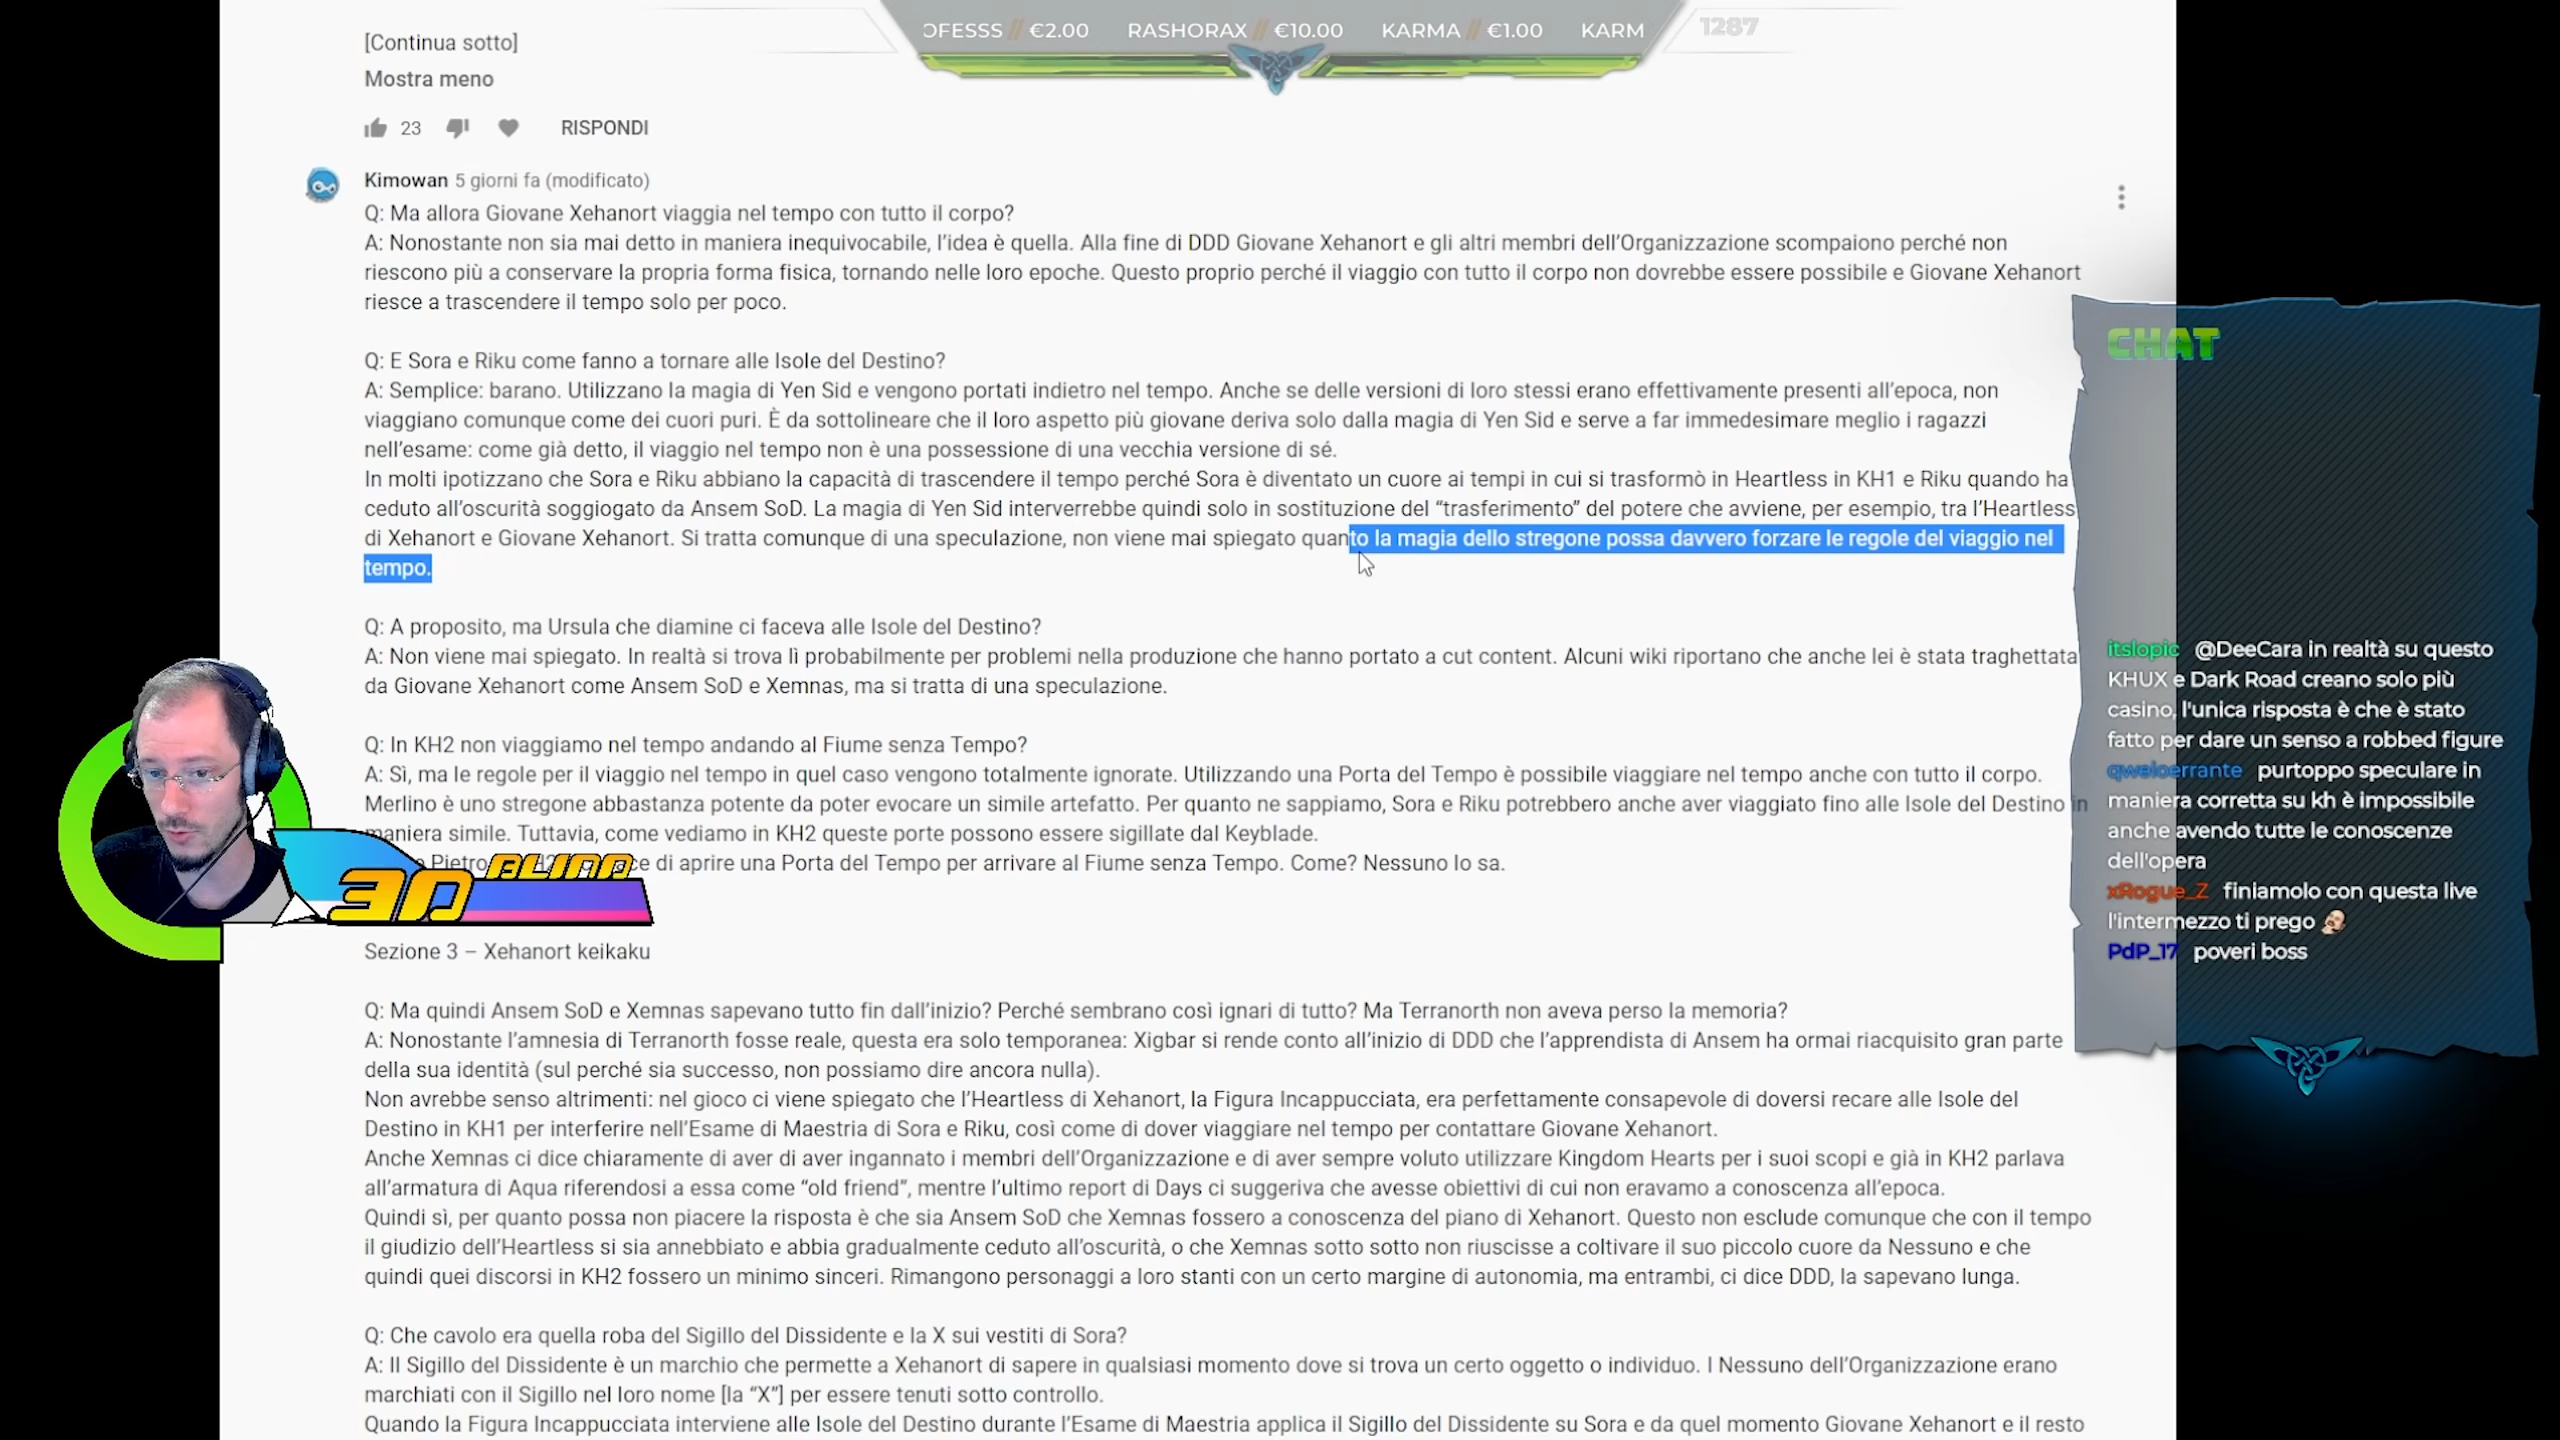 OFESSS // €2.00 RASHORAX // €10.00 KARMA // €1.00 KARM
1287
[Continua sotto]
Mostra meno
23 RISPONDI
Kimowan 5 giorni fa (modificato)
Q: Ma allora Giovane Xehanort viaggia nel tempo con tutto il corpo?
A: Nonostante non sia mai detto in maniera inequivocabile, l'idea è quella. Alla fine di DDD Giovane Xehanort e gli altri membri dell'Organizzazione scompaiono perché non
riescono più a conservare la propria forma fisica, tornando nelle loro epoche. Questo proprio perché il viaggio con tutto il corpo non dovrebbe essere possibile e Giovane Xehanort
riesce a trascendere il tempo solo per poco.
Q: E Sora e Riku come fanno a tornare alle Isole del Destino?
A: Semplice: barano. Utilizzano la magia di Yen Sid e vengono portati indietro nel tempo. Anche se delle versioni di loro stessi erano effettivamente presenti all'epoca, non
viaggiano comunque come dei cuori puri. È da sottolineare che il loro aspetto più giovane deriva solo dalla magia di Yen Sid e serve a far immedesimare meglio i ragazzi
nell'esame: come già detto, il viaggio nel tempo non è una possessione di una vecchia versione di sé.
In molti ipotizzano che Sora e Riku abbiano la capacità di trascendere il tempo perché Sora è diventato un cuore ai tempi in cui si trasformò in Heartless in KH1 e Riku quando ha
ceduto all'oscurità soggiogato da Ansem SoD. La magia di Yen Sid interverrebbe quindi solo in sostituzione del “trasferimento” del potere che avviene, per esempio, tra l'Heartless
di Xehanort e Giovane Xehanort. Si tratta comunque di una speculazione, non viene mai spiegato quanto la magia dello stregone possa davvero forzare le regole del viaggio nel
tempo.
Q: A proposito, ma Ursula che diamine ci faceva alle Isole del Destino?
A: Non viene mai spiegato. In realtà si trova lì probabilmente per problemi nella produzione che hanno portato a cut content. Alcuni wiki riportano che anche lei è stata traghettata
da Giovane Xehanort come Ansem SoD e Xemnas, ma si tratta di una speculazione.
Q: In KH2 non viaggiamo nel tempo andando al Fiume senza Tempo?
A: Sì, ma le regole per il viaggio nel tempo in quel caso vengono totalmente ignorate. Utilizzando una Porta del Tempo è possibile viaggiare nel tempo anche con tutto il corpo.
Merlino è uno stregone abbastanza potente da poter evocare un simile artefatto. Per quanto ne sappiamo, Sora e Riku potrebbero anche aver viaggiato fino alle Isole del Destino in
maniera simile. Tuttavia, come vediamo in KH2 queste porte possono essere sigillate dal Keyblade.
Pietro di aprire una Porta del Tempo per arrivare al Fiume senza Tempo. Come? Nessuno lo sa.
3D BLIND
Sezione 3 – Xehanort keikaku
Q: Ma quindi Ansem SoD e Xemnas sapevano tutto fin dall'inizio? Perché sembrano così ignari di tutto? Ma Terranorth non aveva perso la memoria?
A: Nonostante l'amnesia di Terranorth fosse reale, questa era solo temporanea: Xigbar si rende conto all'inizio di DDD che l'apprendista di Ansem ha ormai riacquisito gran parte
della sua identità (sul perché sia successo, non possiamo dire ancora nulla).
Non avrebbe senso altrimenti: nel gioco ci viene spiegato che l'Heartless di Xehanort, la Figura Incappucciata, era perfettamente consapevole di doversi recare alle Isole del
Destino in KH1 per interferire nell'Esame di Maestria di Sora e Riku, così come di dover viaggiare nel tempo per contattare Giovane Xehanort.
Anche Xemnas ci dice chiaramente di aver di aver ingannato i membri dell'Organizzazione e di aver sempre voluto utilizzare Kingdom Hearts per i suoi scopi e già in KH2 parlava
all'armatura di Aqua riferendosi a essa come “old friend”, mentre l'ultimo report di Days ci suggeriva che avesse obiettivi di cui non eravamo a conoscenza all'epoca.
Quindi sì, per quanto possa non piacere la risposta è che sia Ansem SoD che Xemnas fossero a conoscenza del piano di Xehanort. Questo non esclude comunque che con il tempo
il giudizio dell'Heartless si sia annebbiato e abbia gradualmente ceduto all'oscurità, o che Xemnas sotto sotto non riuscisse a coltivare il suo piccolo cuore da Nessuno e che
quindi quei discorsi in KH2 fossero un minimo sinceri. Rimangono personaggi a loro stanti con un certo margine di autonomia, ma entrambi, ci dice DDD, la sapevano lunga.
Q: Che cavolo era quella roba del Sigillo del Dissidente e la X sui vestiti di Sora?
A: Il Sigillo del Dissidente è un marchio che permette a Xehanort di sapere in qualsiasi momento dove si trova un certo oggetto o individuo. I Nessuno dell'Organizzazione erano
marchiati con il Sigillo nel loro nome [la “X”] per essere tenuti sotto controllo.
Quando la Figura Incappucciata interviene alle Isole del Destino durante l'Esame di Maestria applica il Sigillo del Dissidente su Sora e da quel momento Giovane Xehanort e il resto
CHAT
itslopic @DeeCara in realtà su questo
KHUX e Dark Road creano solo più
casino, l'unica risposta è che è stato
fatto per dare un senso a robbed figure
qweloerrante purtoppo speculare in
maniera corretta su kh è impossibile
anche avendo tutte le conoscenze
dell'opera
xRogue_Z finiamolo con questa live
l'intermezzo ti prego
PdP_17 poveri boss